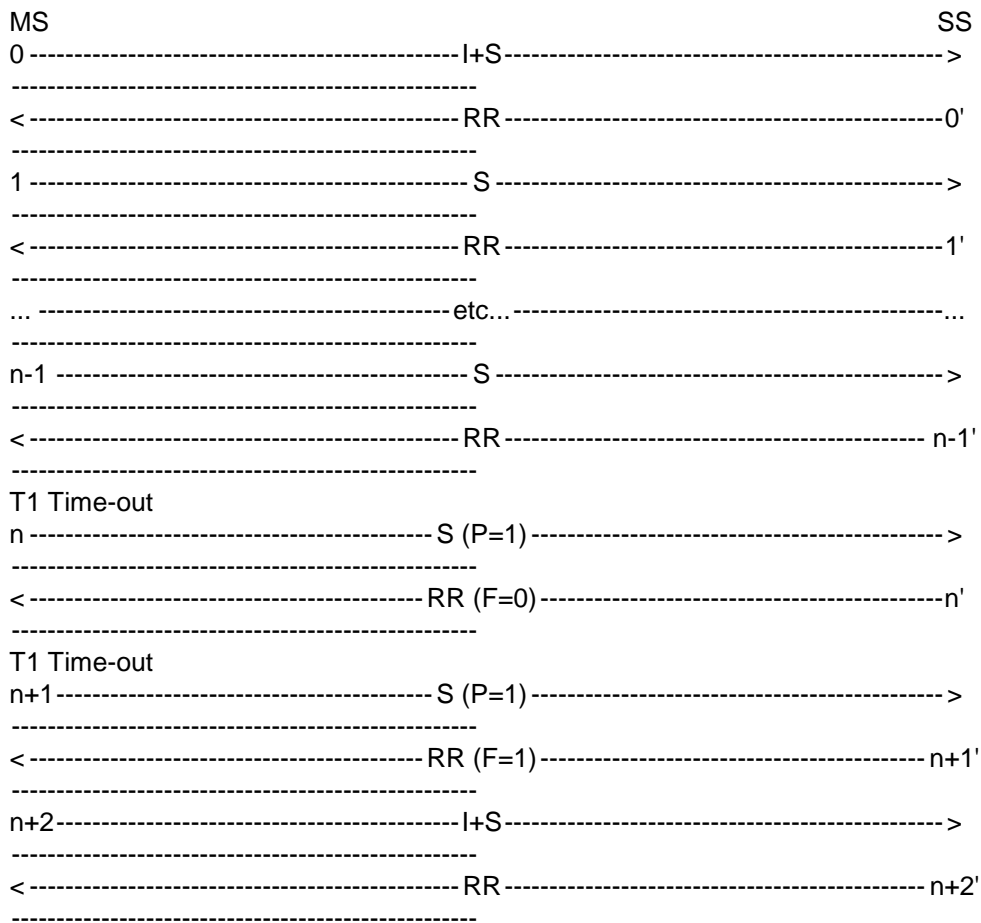 MS SS
0 ------------------------------------------------I+S-------------------------------------------------->
----------------------------------------------------
< ------------------------------------------------ RR--------------------------------------------------0'
----------------------------------------------------
1 ------------------------------------------------- S -------------------------------------------------->
----------------------------------------------------
< ------------------------------------------------ RR--------------------------------------------------1'
----------------------------------------------------
... -----------------------------------------------etc...-------------------------------------------------...
----------------------------------------------------
n-1 ---------------------------------------------- S -------------------------------------------------->
----------------------------------------------------
< ------------------------------------------------ RR----------------------------------------------- n-1'
----------------------------------------------------
T1 Time-out
n --------------------------------------------- S (P=1) ---------------------------------------------->
----------------------------------------------------
< -------------------------------------------- RR (F=0)---------------------------------------------n'
----------------------------------------------------
T1 Time-out
n+1------------------------------------------ S (P=1) ---------------------------------------------->
----------------------------------------------------
< -------------------------------------------- RR (F=1)------------------------------------------- n+1'
----------------------------------------------------
n+2---------------------------------------------I+S-------------------------------------------------->
----------------------------------------------------
< ------------------------------------------------ RR----------------------------------------------- n+2'
----------------------------------------------------